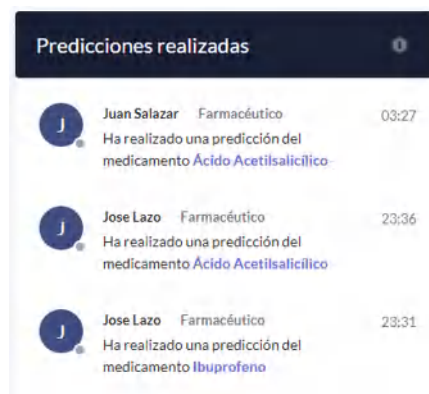 Predicciones realizadas
J
Juan Salazar Farmacéutico 03:27
Ha realizado una predicción del
medicamento Ácido Acetilsalicílico
J
Jose Lazo Farmacéutico 23:36
Ha realizado una predicción del
medicamento Ácido Acetilsalicílico
J
Jose Lazo Farmacéutico 23:31
Ha realizado una predicción del
medicamento Ibuprofeno